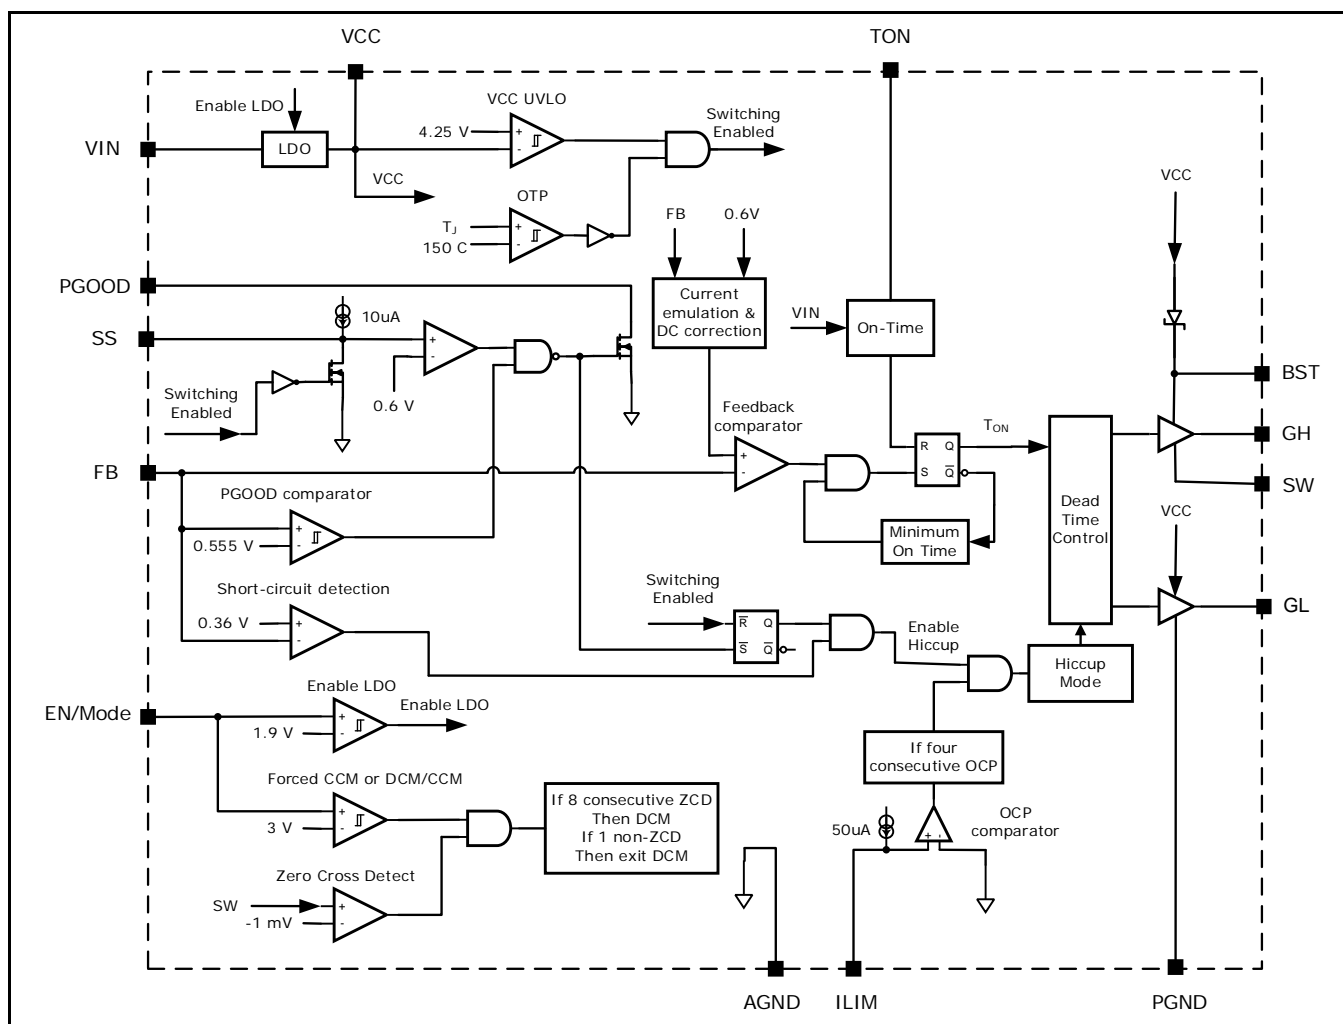 VCC
TON
Enable LDO
VCC UVLO
Switching
Enabled
4.25 V
+
-
VIN
LDO
VCC
VCC
OTP
TJ
150 C
+
-
FB
0.6V
PGOOD
Current
emulation &
DC correction
VIN
On-Time
10uA
SS
+
-
0.6 V
Switching
Enabled
BST
Feedback
comparator
TON
R Q
S Q
GH
FB
+
-
SW
PGOOD comparator
Dead
Time
Control
VCC
0.555 V
+
-
Minimum
On Time
Short-circuit detection
Switching
Enabled
GL
0.36 V
+
-
R Q
S Q
Enable
Hiccup
Hiccup
Mode
Enable LDO
Enable LDO
EN/Mode
1.9 V
+
-
If four
consecutive OCP
Forced CCM or DCM/CCM
3 V
+
-
If 8 consecutive ZCD
Then DCM
If 1 non-ZCD
Then exit DCM
50uA
+ -
OCP
comparator
Zero Cross Detect
SW
-1 mV
+
-
AGND
ILIM
PGND